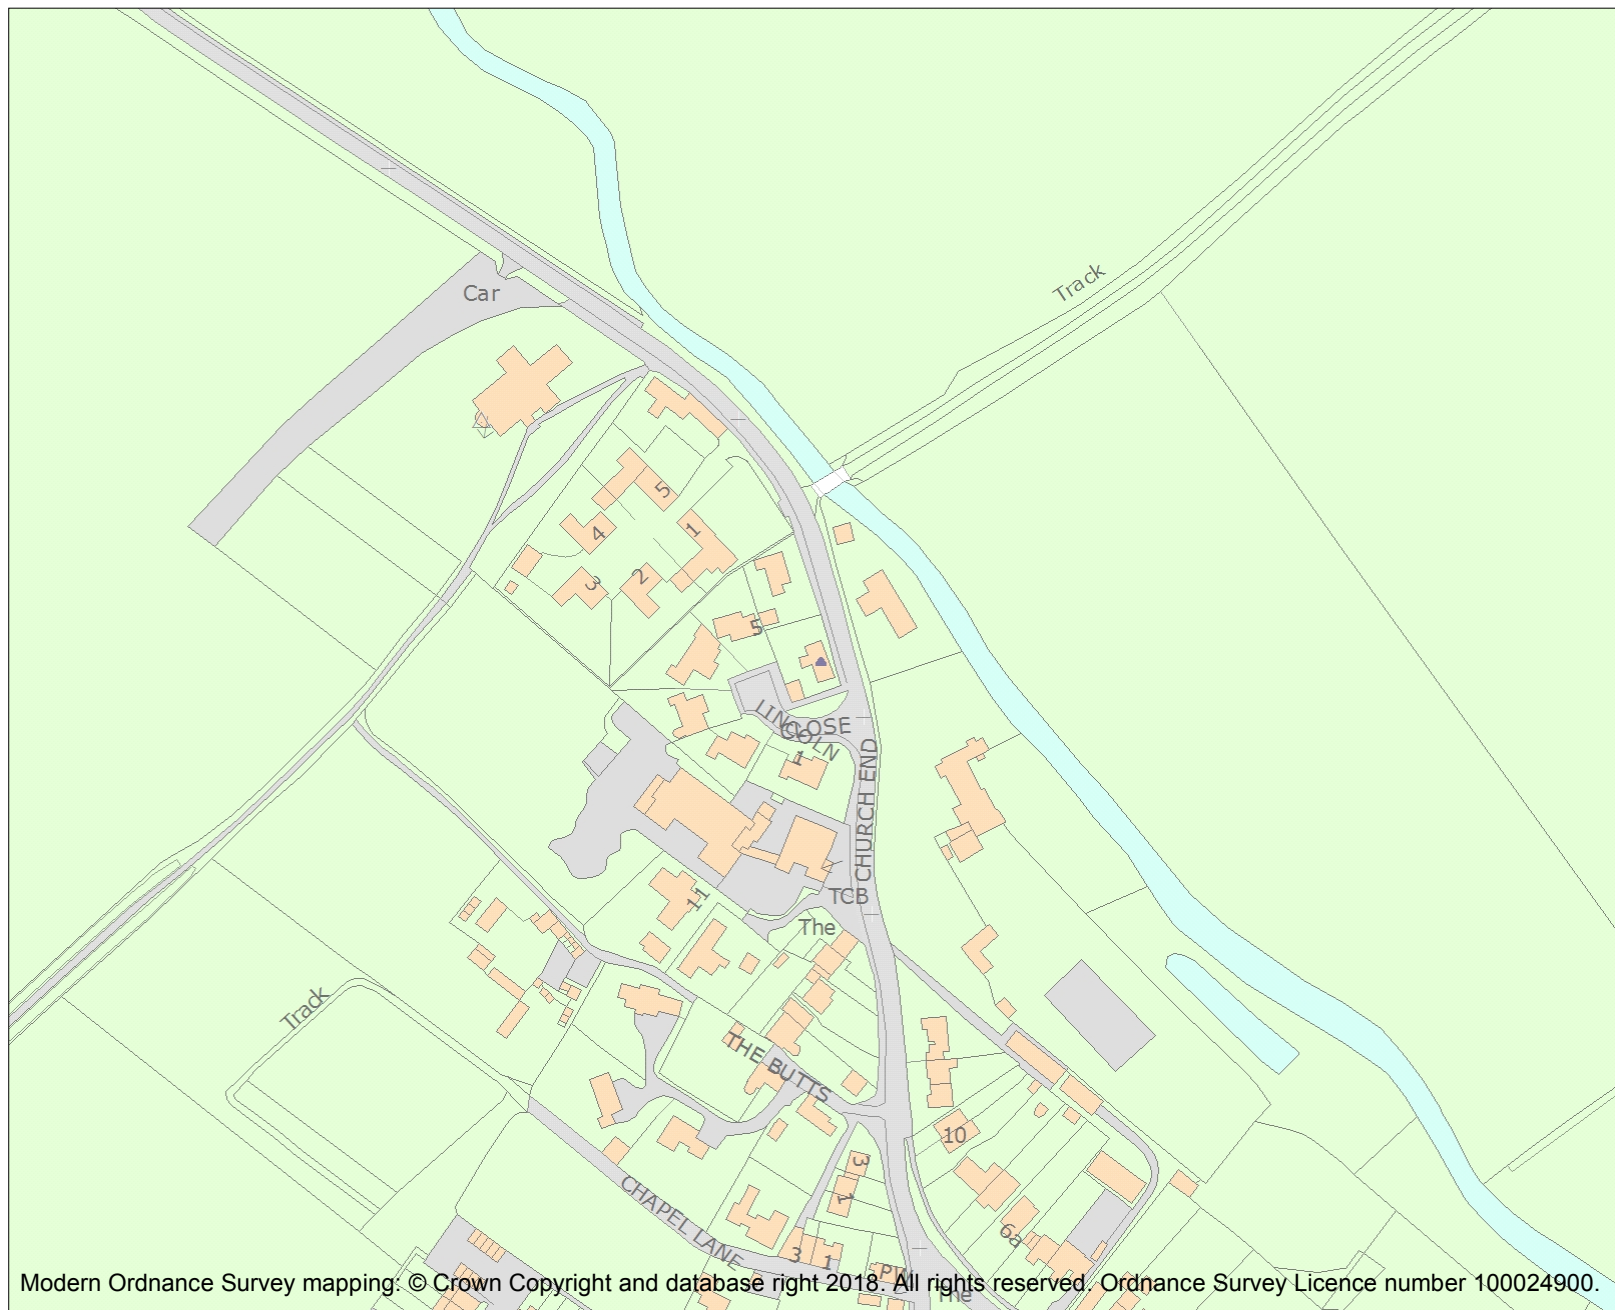 Track
Car
5
4
1
3
2
5
LINCOLN
CLOSE
1
CHURCH END
11
TCB
The
Track
THE BUTTS
10
3
1
CHAPEL LANE
6a
3
1
PW
The
Modern Ordnance Survey mapping: © Crown Copyright and database right 2018. All rights reserved. Ordnance Survey Licence number 100024900.